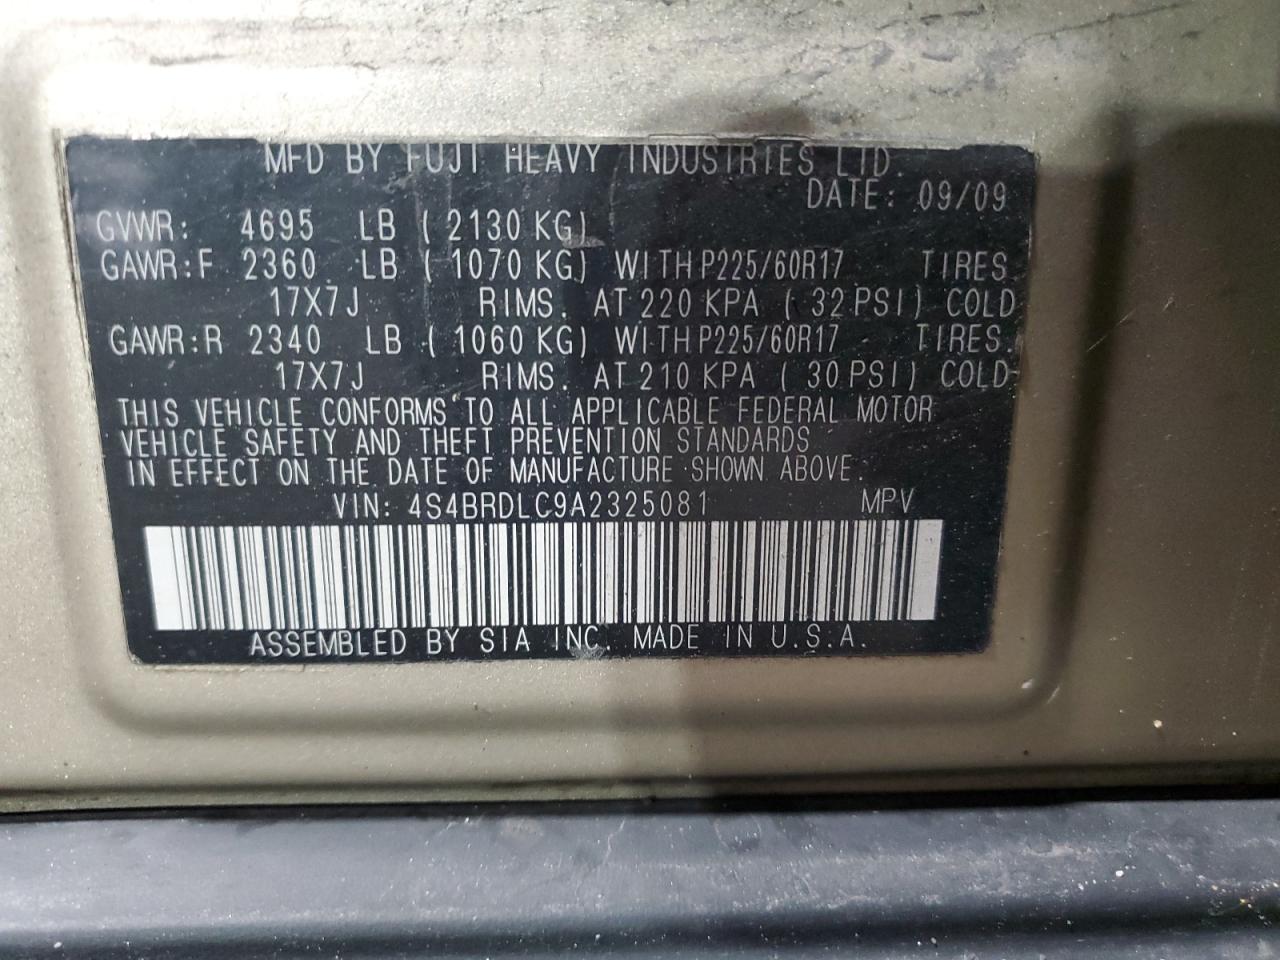 MFD BY FUJI HEAVY INDUSTRIES LTD.
DATE: 09/09
GVWR: 4695 LB ( 2130 KG)
GAWR:F 2360 LB ( 1070 KG) WITH P225/60R17 TIRES
17X7J RIMS. AT 220 KPA ( 32 PSI) COLD
GAWR:R 2340 LB ( 1060 KG) WITH P225/60R17 TIRES
17X7J RIMS. AT 210 KPA ( 30 PSI) COLD
THIS VEHICLE CONFORMS TO ALL APPLICABLE FEDERAL MOTOR
VEHICLE SAFETY AND THEFT PREVENTION STANDARDS
IN EFFECT ON THE DATE OF MANUFACTURE SHOWN ABOVE.
VIN: 4S4BRDLC9A2325081 MPV
ASSEMBLED BY SIA INC. MADE IN U.S.A.